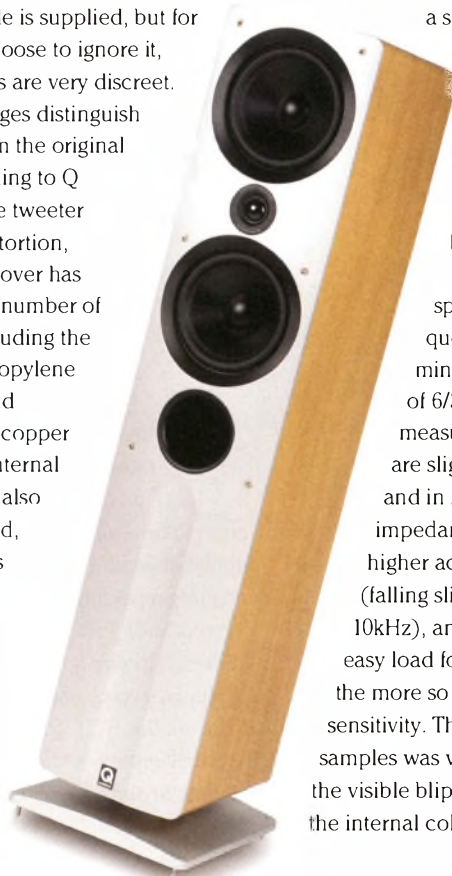 le is supplied, but for
oose to ignore it,
s are very discreet.
ges distinguish
m the original
ling to Q
e tweeter
tortion,
over has
number of
uding the
opylene
d
copper
nternal
also
d,
s
a s
sp
qu
min
of 6/
measu
are slig
and in
impedan
higher ac
(falling sli
10kHz), an
easy load fo
the more so
sensitivity. Th
samples was v
the visible blip
the internal col
Q